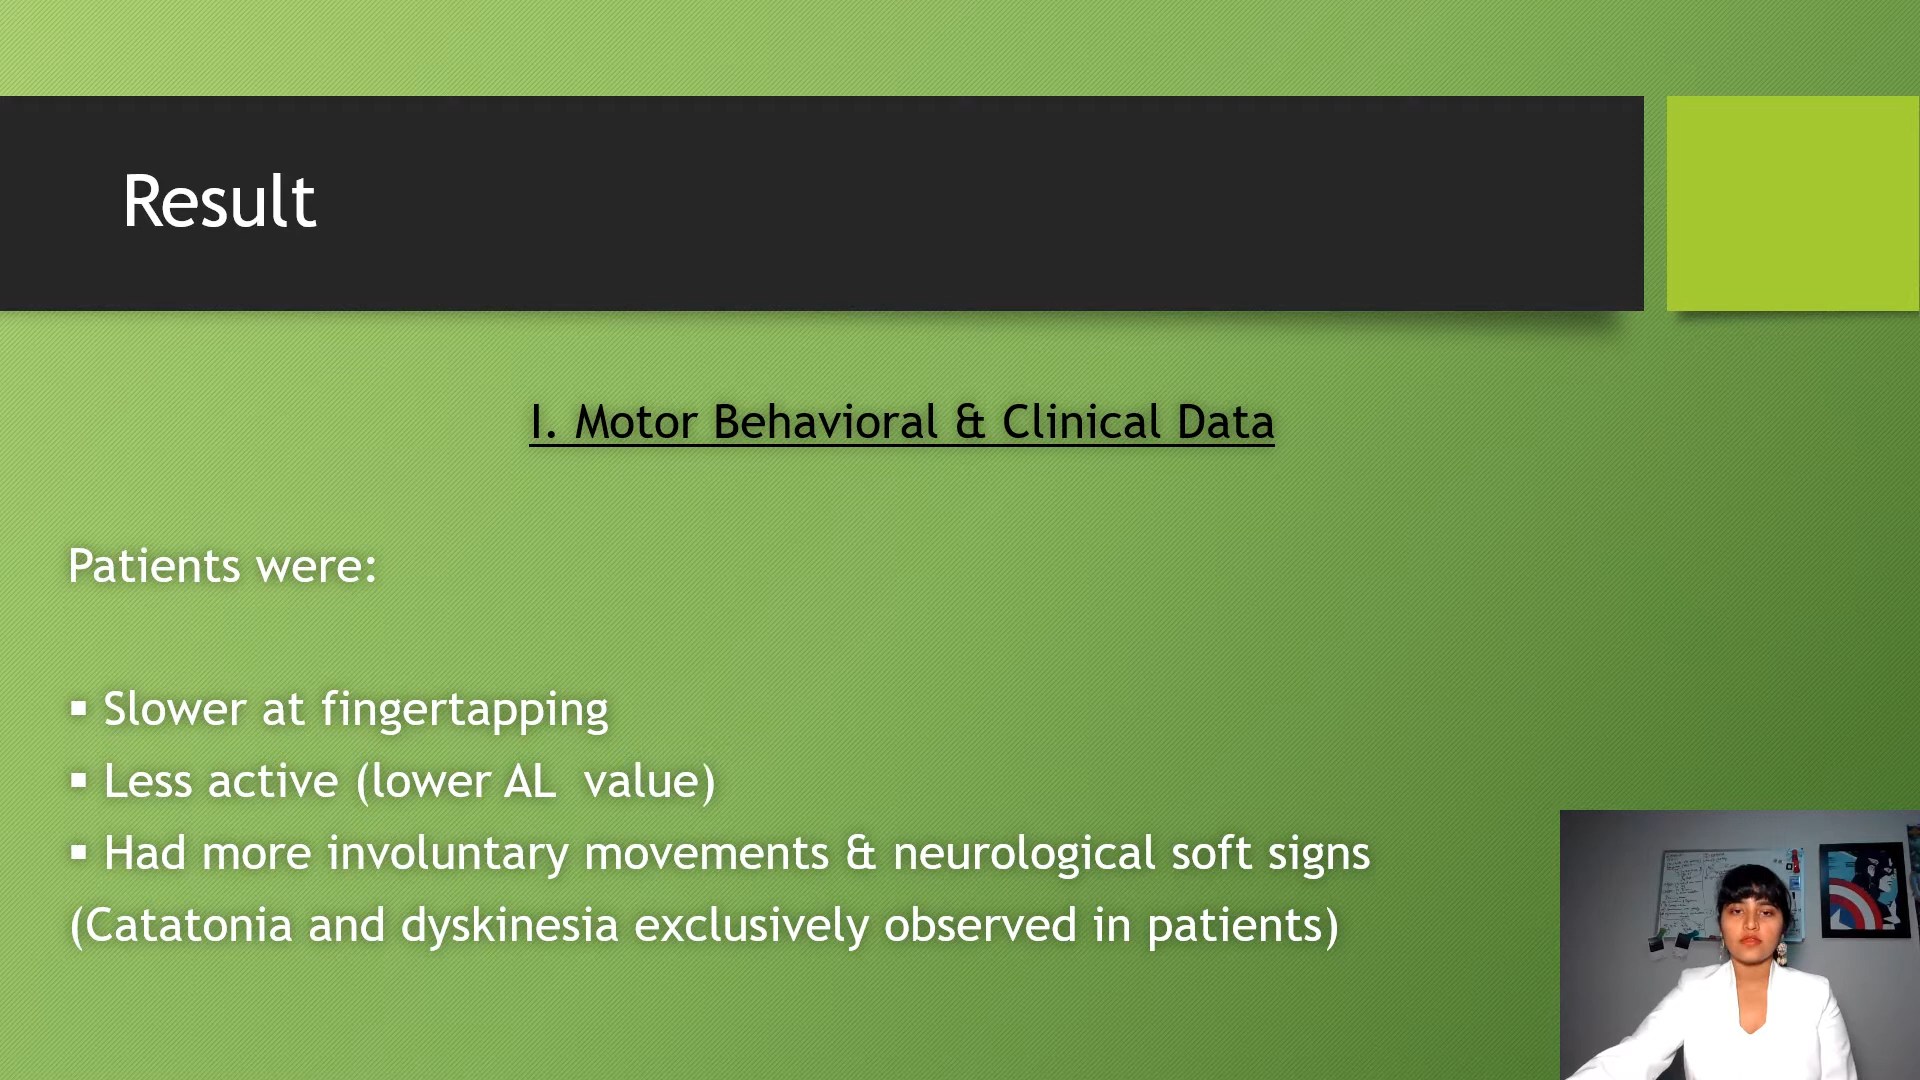 Result
I. Motor Behavioral & Clinical Data
Patients were:
▪ Slower at fingertapping
▪ Less active (lower AL  value)
▪ Had more involuntary movements & neurological soft signs
(Catatonia and dyskinesia exclusively observed in patients)